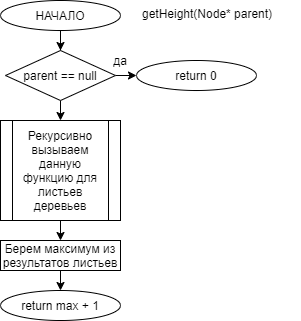 НАЧАЛО
getHeight(Node* parent)
parent == null
да
return 0
Рекурсивно
вызываем
данную
функцию для
листьев
деревьев
Берем максимум из
результатов листьев
return max + 1